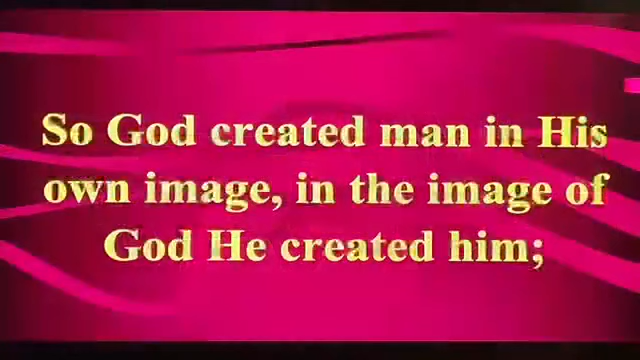 So God created man in His
own image, in the image of
God He created him;